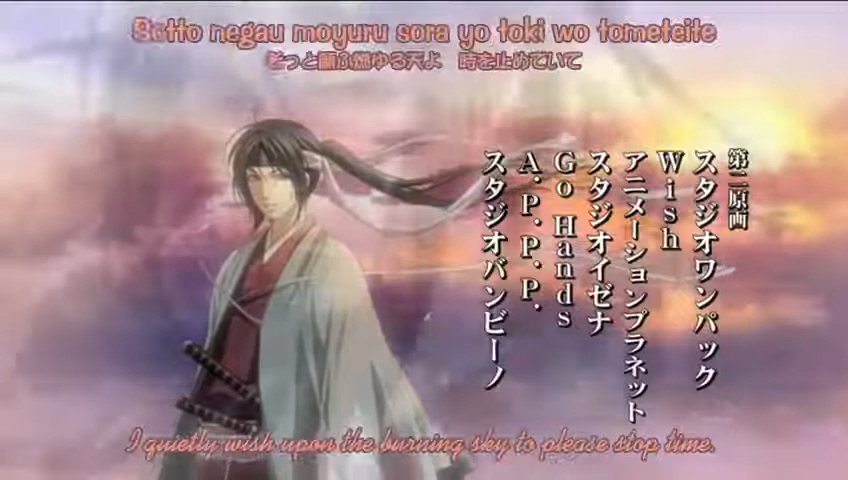 Sotto negau moyuru sora yo toki wo tometeite
そっと願ふ燃ゆる天よ 時を止めていて
第二原画
スタジオワンパック
Wish
アニメーションプラネット
スタジオイゼナ
Go Hands
A.P.P.P.
スタジオバンビーノ
I quietly wish upon the burning sky to please stop time.